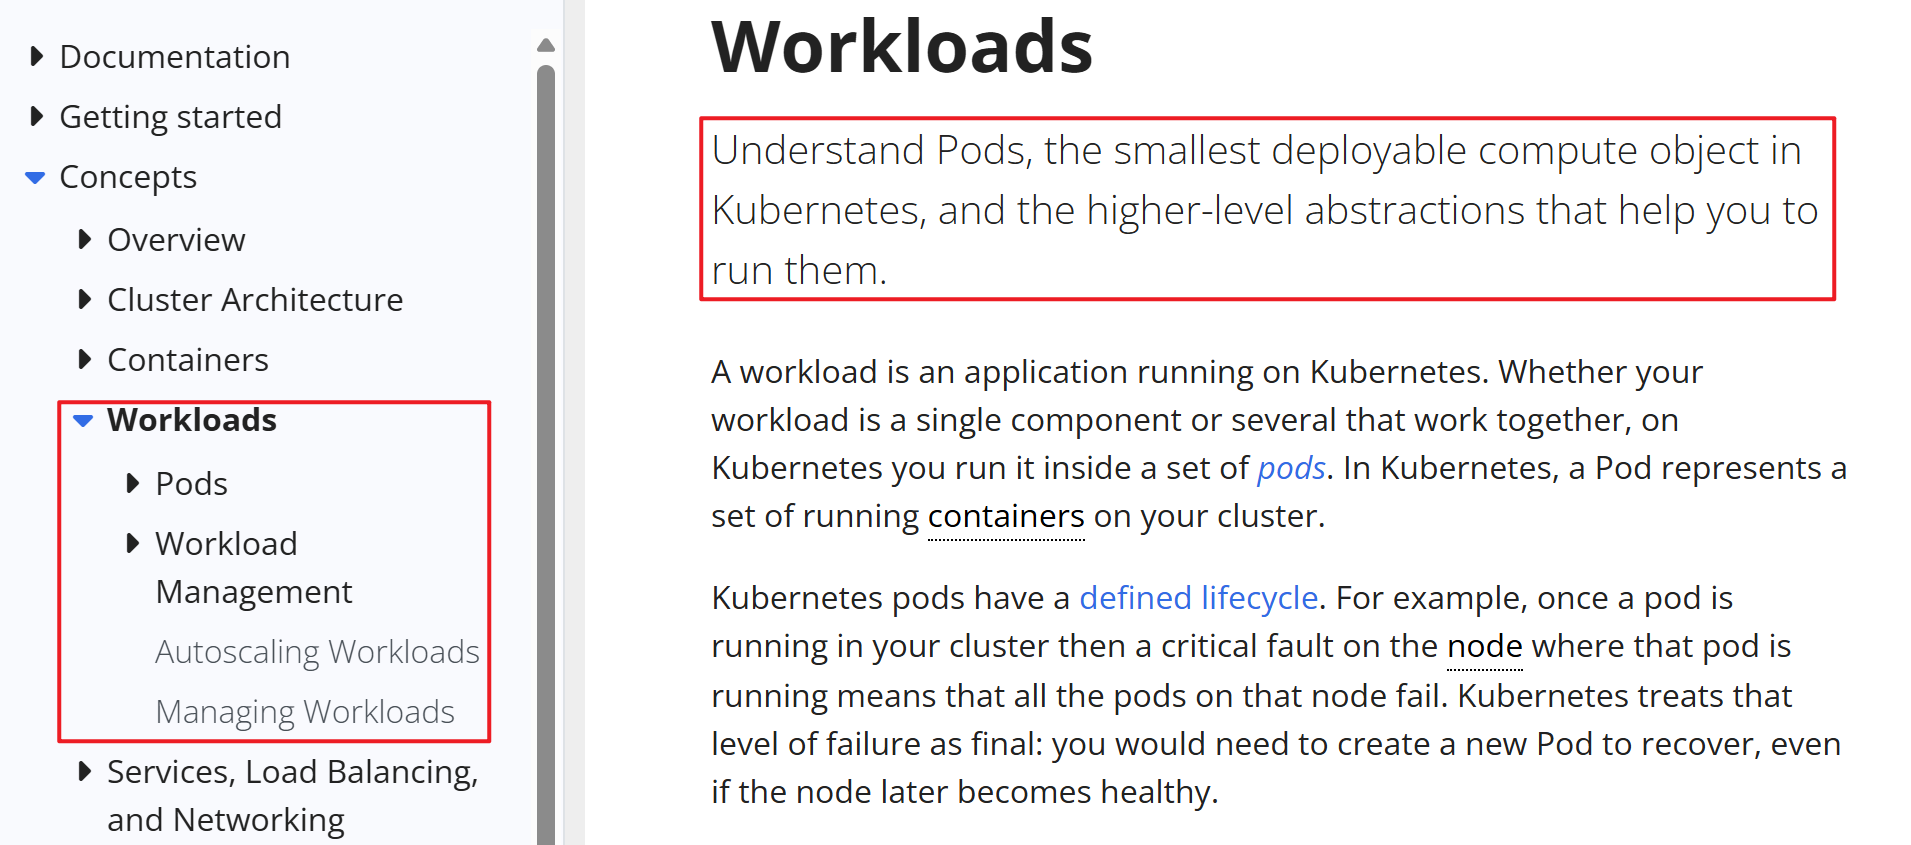 Documentation
Getting started
Concepts
Overview
Cluster Architecture
Containers
Workloads
Pods
Workload
Management
Autoscaling Workloads
Managing Workloads
Services, Load Balancing,
and Networking
Workloads
Understand Pods, the smallest deployable compute object in
Kubernetes, and the higher-level abstractions that help you to
run them.
A workload is an application running on Kubernetes. Whether your
workload is a single component or several that work together, on
Kubernetes you run it inside a set of pods. In Kubernetes, a Pod represents a
set of running containers on your cluster.
Kubernetes pods have a defined lifecycle. For example, once a pod is
running in your cluster then a critical fault on the node where that pod is
running means that all the pods on that node fail. Kubernetes treats that
level of failure as final: you would need to create a new Pod to recover, even
if the node later becomes healthy.